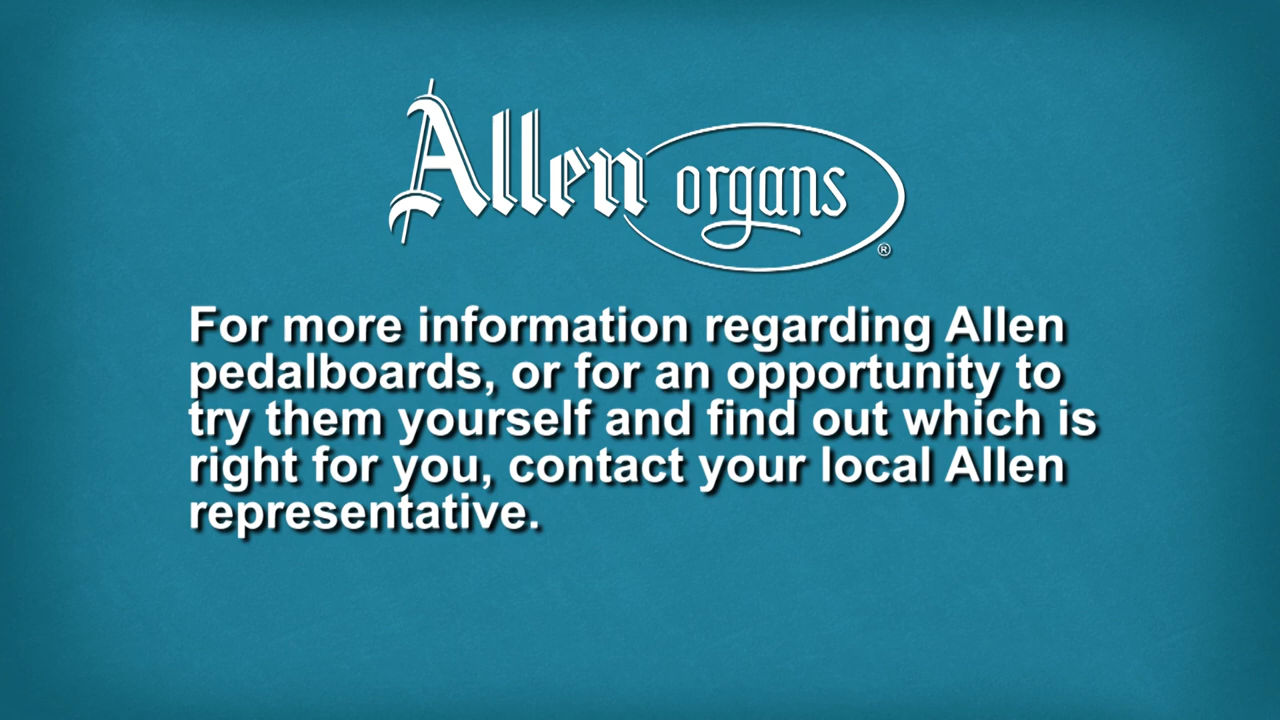 Allen organs ®
For more information regarding Allen
pedalboards, or for an opportunity to
try them yourself and find out which is
right for you, contact your local Allen
representative.